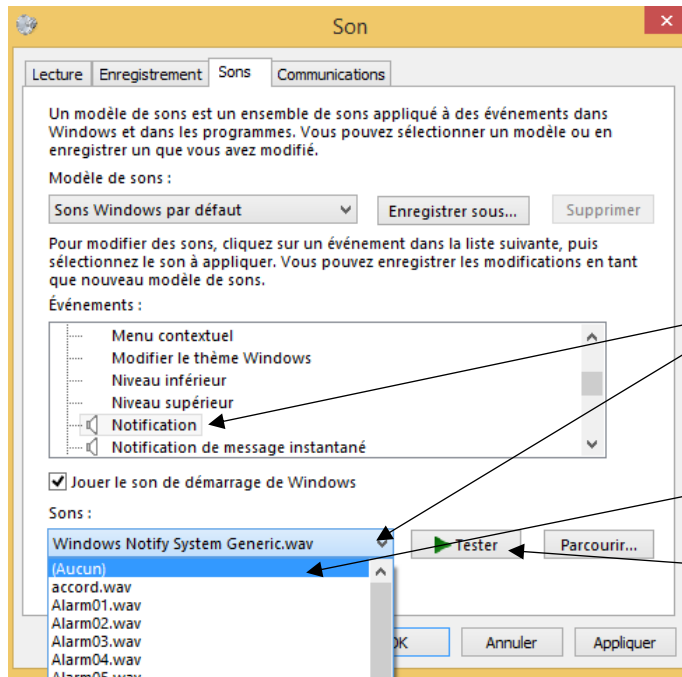 Son
Lecture Enregistrement Sons Communications
Un modèle de sons est un ensemble de sons appliqué à des événements dans
Windows et dans les programmes. Vous pouvez sélectionner un modèle ou en
enregistrer un que vous avez modifié.
Modèle de sons :
Sons Windows par défaut Enregistrer sous... Supprimer
Pour modifier des sons, cliquez sur un événement dans la liste suivante, puis
sélectionnez le son à appliquer. Vous pouvez enregistrer les modifications en tant
que nouveau modèle de sons.
Événements :
Menu contextuel
Modifier le thème Windows
Niveau inférieur
Niveau supérieur
Notification
Notification de message instantané
Jouer le son de démarrage de Windows
Sons :
Windows Notify System Generic.wav Tester Parcourir...
(Aucun)
accord.wav
Alarm01.wav
Alarm02.wav
Alarm03.wav
OK Annuler Appliquer
Alarm04.wav
Alarm05.wav